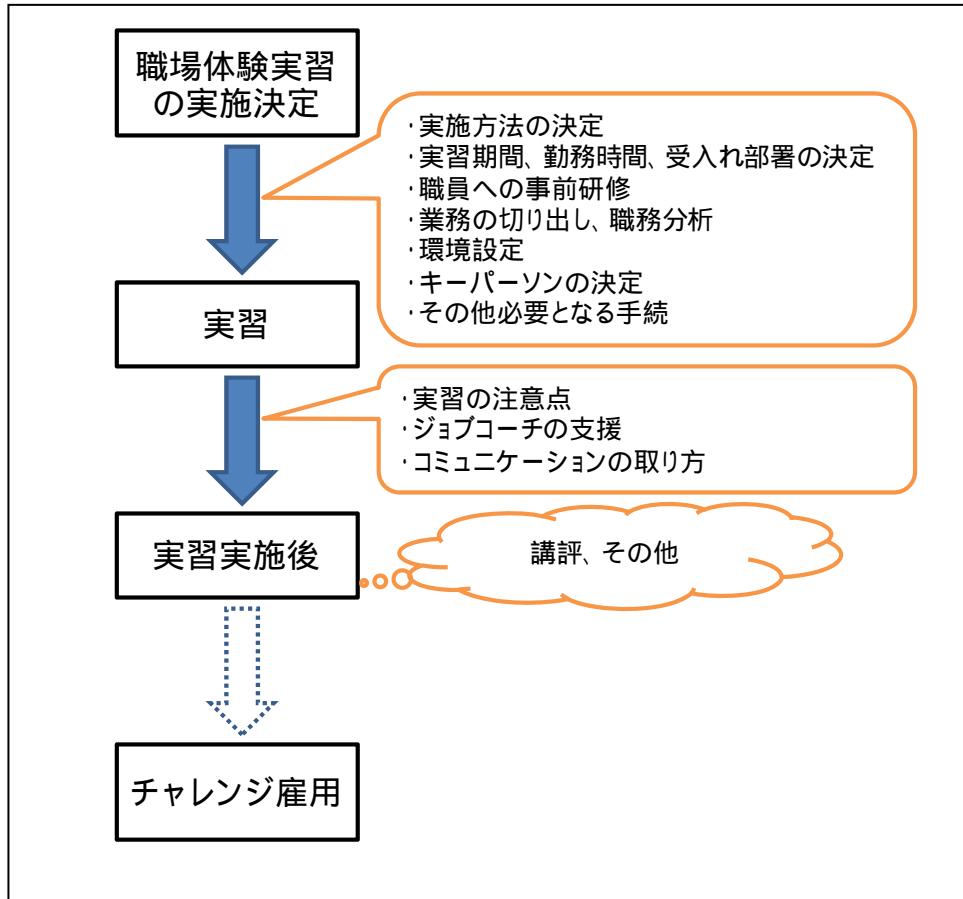 職場体験実習
の実施決定
・実施方法の決定
・実習期間、勤務時間、受入れ部署の決定
・職員への事前研修
・業務の切り出し、職務分析
・環境設定
・キーパーソンの決定
・その他必要となる手続
実習
・実習の注意点
・ジョブコーチの支援
・コミュニケーションの取り方
実習実施後
講評、その他
チャレンジ雇用